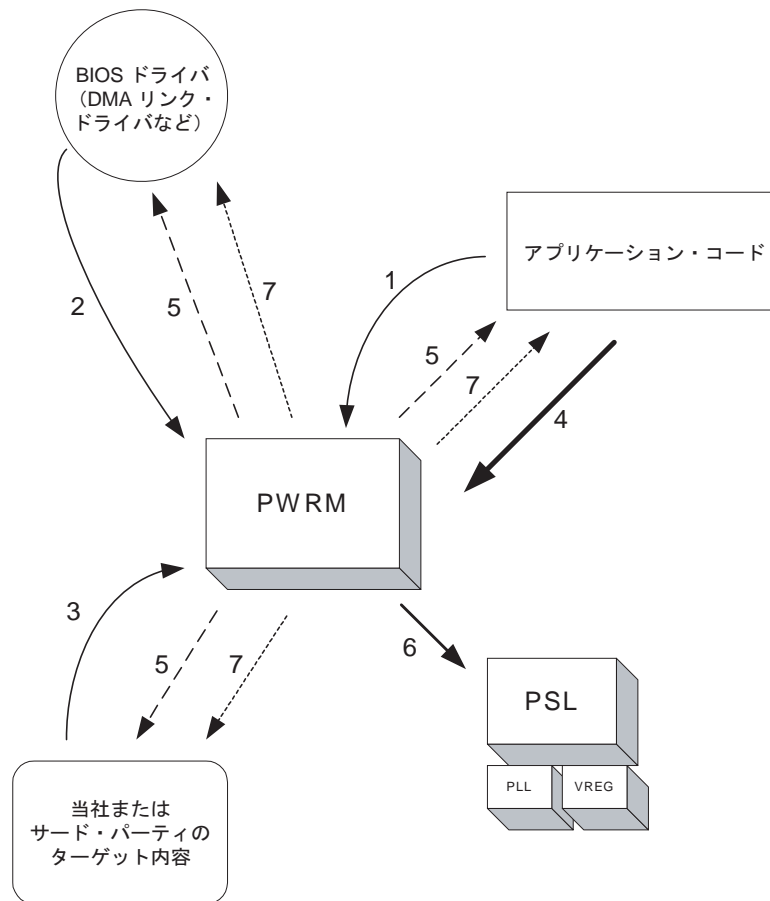 BIOS ドライバ
(DMA リンク・
ドライバなど)
アプリケーション・コード
1
2
5
7
5
7
4
PWRM
3
5
7
6
PSL
PLL
VREG
当社または
サード・パーティの
ターゲット内容